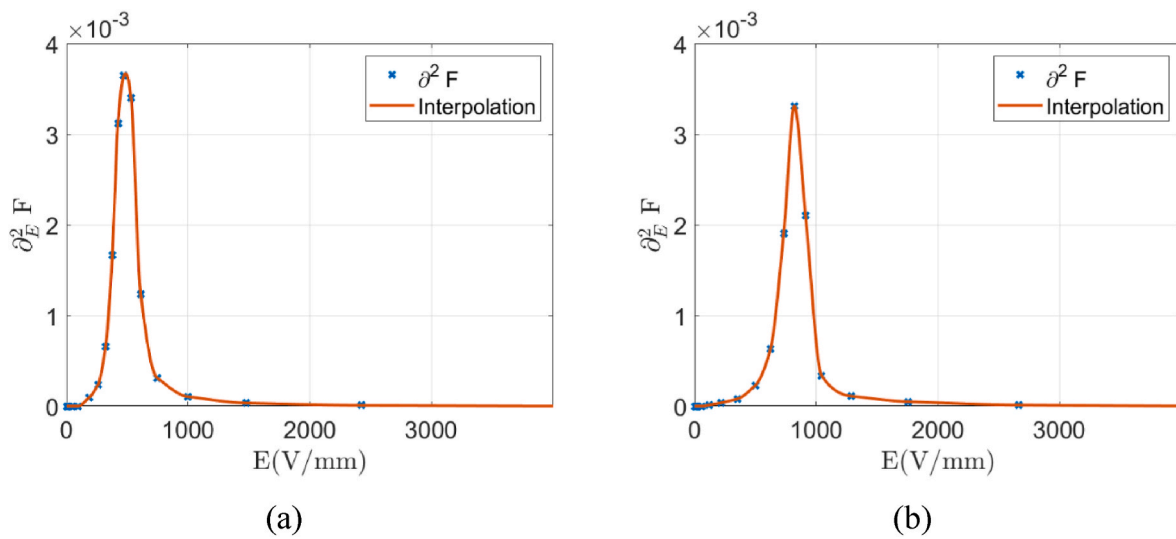 ×10⁻³
4
3
2
1
0
∂²_E F
0
1000
2000
3000
E(V/mm)
∂² F
Interpolation
(a)
×10⁻³
4
3
2
1
0
∂²_E F
0
1000
2000
3000
E(V/mm)
∂² F
Interpolation
(b)